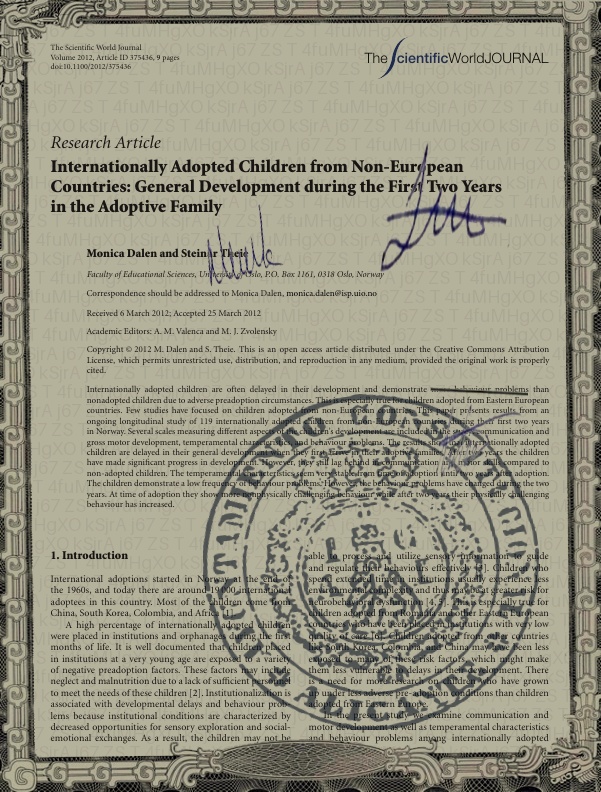 The Scientific World Journal
Volume 2012, Article ID 375436, 9 pages
doi:10.1100/2012/375436
The ScientificWorldJOURNAL
Research Article
Internationally Adopted Children from Non-European
Countries: General Development during the First Two Years
in the Adoptive Family
Monica Dalen and Steinar Theie
Faculty of Educational Sciences, University of Oslo, P.O. Box 1161, 0318 Oslo, Norway
Correspondence should be addressed to Monica Dalen, monica.dalen@isp.uio.no
Received 6 March 2012; Accepted 25 March 2012
Academic Editors: A. M. Valenca and M. J. Zvolensky
Copyright © 2012 M. Dalen and S. Theie. This is an open access article distributed under the Creative Commons Attribution
License, which permits unrestricted use, distribution, and reproduction in any medium, provided the original work is properly
cited.
Internationally adopted children are often delayed in their development and demonstrate more behaviour problems than
nonadopted children due to adverse preadoption circumstances. This is especially true for children adopted from Eastern European
countries. Few studies have focused on children adopted from non-European countries. This paper presents results from an
ongoing longitudinal study of 119 internationally adopted children from non-European countries during their first two years
in Norway. Several scales measuring different aspects of the children's development are included in the study: communication and
gross motor development, temperamental characteristics, and behaviour problems. The results show that internationally adopted
children are delayed in their general development when they first arrive in their adoptive families. After two years the children
have made significant progress in development. However, they still lag behind in communication and motor skills compared to
non-adopted children. The temperamental characteristics seem very stable from time of adoption until two years after adoption.
The children demonstrate a low frequency of behaviour problems. However, the behaviour problems have changed during the two
years. At time of adoption they show more nonphysically challenging behaviour while after two years their physically challenging
behaviour has increased.
1. Introduction
International adoptions started in Norway at the end of
the 1960s, and today there are around 19 000 international
adoptees in this country. Most of the children come from
China, South Korea, Colombia, and Africa [1].
A high percentage of internationally adopted children
were placed in institutions and orphanages during the first
months of life. It is well documented that children placed
in institutions at a very young age are exposed to a variety
of negative preadoption factors. These factors may include
neglect and malnutrition due to a lack of sufficient personnel
to meet the needs of these children [2]. Institutionalization is
associated with developmental delays and behaviour prob-
lems because institutional conditions are characterized by
decreased opportunities for sensory exploration and social-
emotional exchanges. As a result, the children may not be
able to process and utilize sensory information to guide
and regulate their behaviours effectively [3]. Children who
spend extended time in institutions usually experience less
environmental complexity and thus may be at greater risk for
neurobehavioral dysfunction [4, 5]. This is especially true for
children adopted from Romania and other Eastern European
countries who have been placed in institutions with very low
quality of care [6]. Children adopted from other countries
like South Korea, Colombia, and China may have been less
exposed to many of these risk factors, which might make
them less vulnerable to delays in their development. There
is a need for more research on children who have grown
up under less adverse pre-adoption conditions than children
adopted from eastern europe.
In the present study we examine communication and
motor development as well as temperamental characteristics
and behaviour problems among internationally adopted